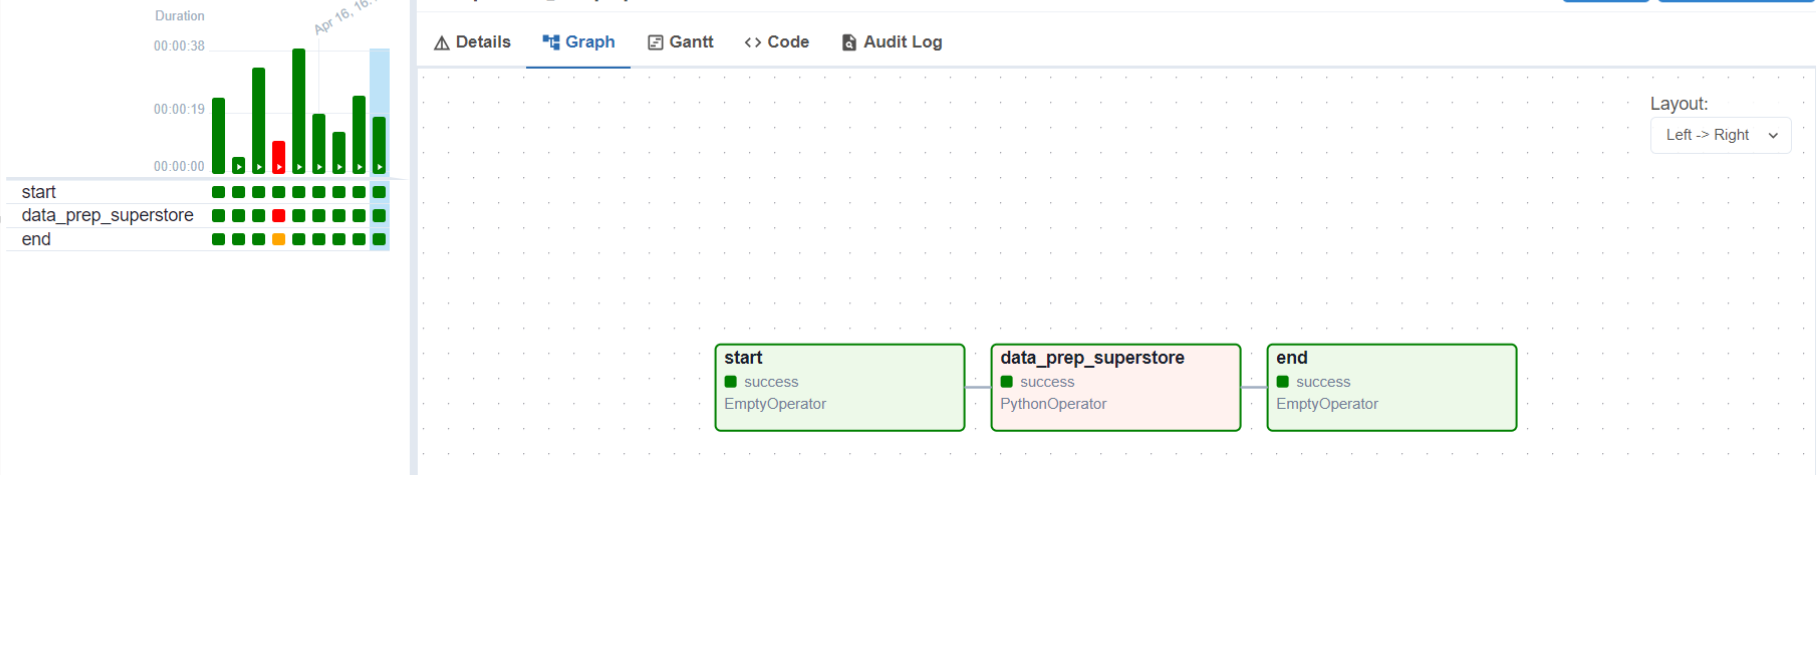 Duration
Apr 16, 16:
00:00:38
00:00:19
00:00:00
start
data_prep_superstore
end
Details
Graph
Gantt
Code
Audit Log
Layout:
Left -> Right
start
success
EmptyOperator
data_prep_superstore
success
PythonOperator
end
success
EmptyOperator